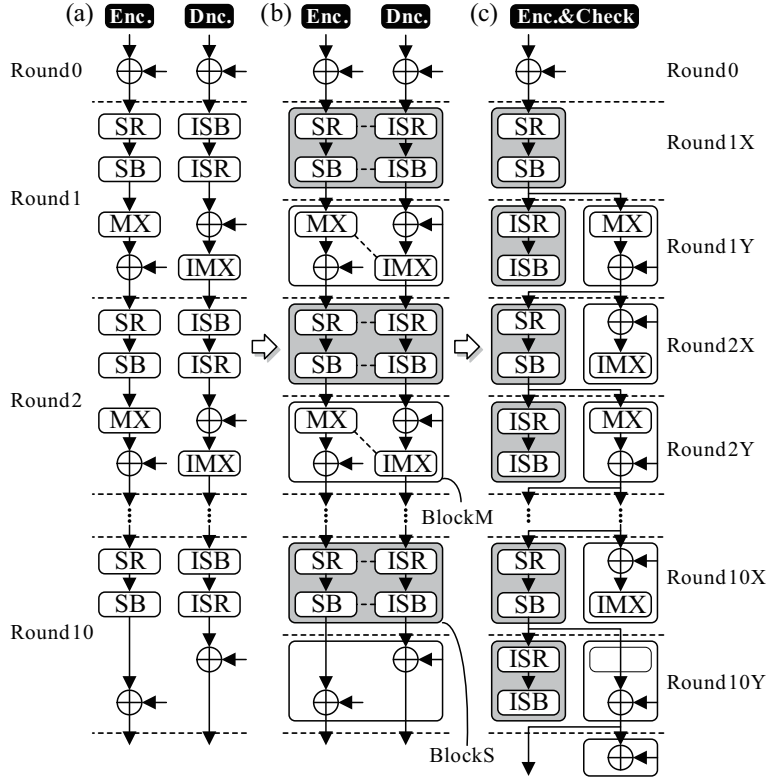 (a) Enc. Dnc. (b) Enc. Dnc. (c) Enc.&Check
Round0 Round0
SR ISB SR ISR SR
Round1X
SB ISR SB ISB SB
Round1
MX MX ISR MX
Round1Y
IMX IMX ISB
SR ISB SR ISR SR
Round2X
SB ISR SB ISB SB IMX
Round2
MX MX ISR MX
Round2Y
IMX IMX ISB
BlockM
SR ISB SR ISR SR
Round10X
SB ISR SB ISB SB IMX
Round10
ISR
Round10Y
ISB
BlockS